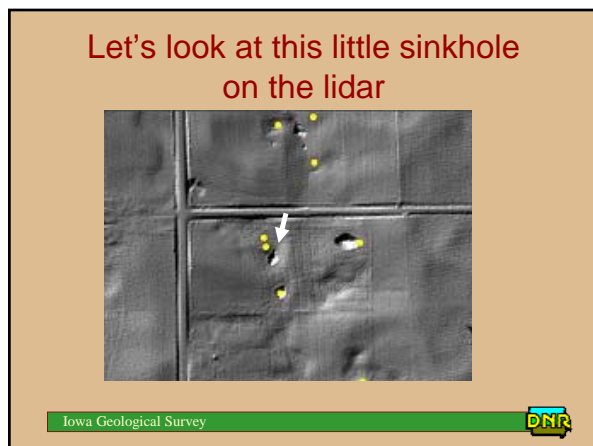 Let's look at this little sinkhole
on the lidar
Iowa Geological Survey
DNR